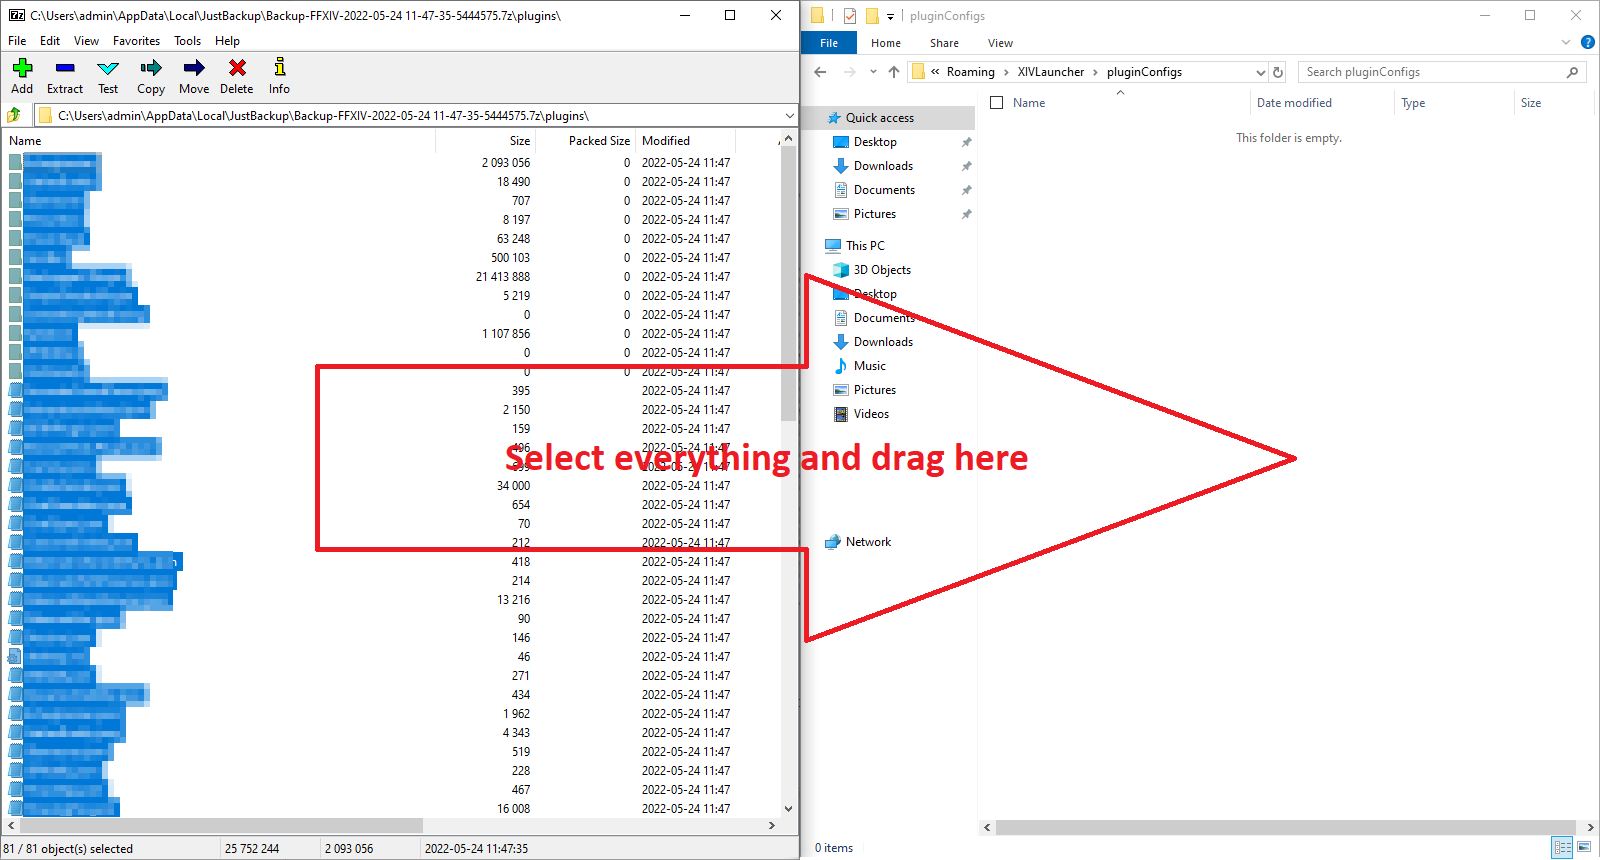 C:\Users\admin\AppData\Local\JustBackup\Backup-FFXIV-2022-05-24 11-47-35-5444575.7z\plugins\
File Edit View Favorites Tools Help
Add Extract Test Copy Move Delete Info
C:\Users\admin\AppData\Local\JustBackup\Backup-FFXIV-2022-05-24 11-47-35-5444575.7z\plugins\
Name Size Packed Size Modified
2 093 056 0 2022-05-24 11:47
18 490 0 2022-05-24 11:47
707 0 2022-05-24 11:47
8 197 0 2022-05-24 11:47
63 248 0 2022-05-24 11:47
500 103 0 2022-05-24 11:47
21 413 888 0 2022-05-24 11:47
5 219 0 2022-05-24 11:47
0 0 2022-05-24 11:47
1 107 856 0 2022-05-24 11:47
0 0 2022-05-24 11:47
0 0 2022-05-24 11:47
395 2022-05-24 11:47
2 150 2022-05-24 11:47
159 2022-05-24 11:47
496 2022-05-24 11:47
2022-05-24 11:47
34 000 2022-05-24 11:47
654 2022-05-24 11:47
70 2022-05-24 11:47
212 2022-05-24 11:47
418 2022-05-24 11:47
214 2022-05-24 11:47
13 216 2022-05-24 11:47
90 2022-05-24 11:47
146 2022-05-24 11:47
46 2022-05-24 11:47
271 2022-05-24 11:47
434 2022-05-24 11:47
1 962 2022-05-24 11:47
4 343 2022-05-24 11:47
519 2022-05-24 11:47
228 2022-05-24 11:47
467 2022-05-24 11:47
16 008 2022-05-24 11:47
81 / 81 object(s) selected 25 752 244 2 093 056 2022-05-24 11:47:35
Select everything and drag here
pluginConfigs
File Home Share View
« Roaming › XIVLauncher › pluginConfigs
Search pluginConfigs
Name Date modified Type Size
This folder is empty.
Quick access
Desktop
Downloads
Documents
Pictures
This PC
3D Objects
Desktop
Documents
Downloads
Music
Pictures
Videos
Network
0 items